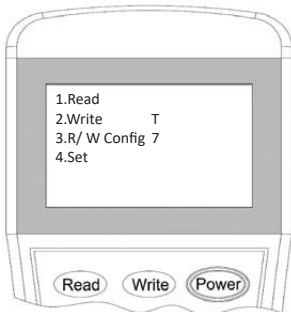 1.Read
2.Write T
3.R/ W Config 7
4.Set
Read Write Power